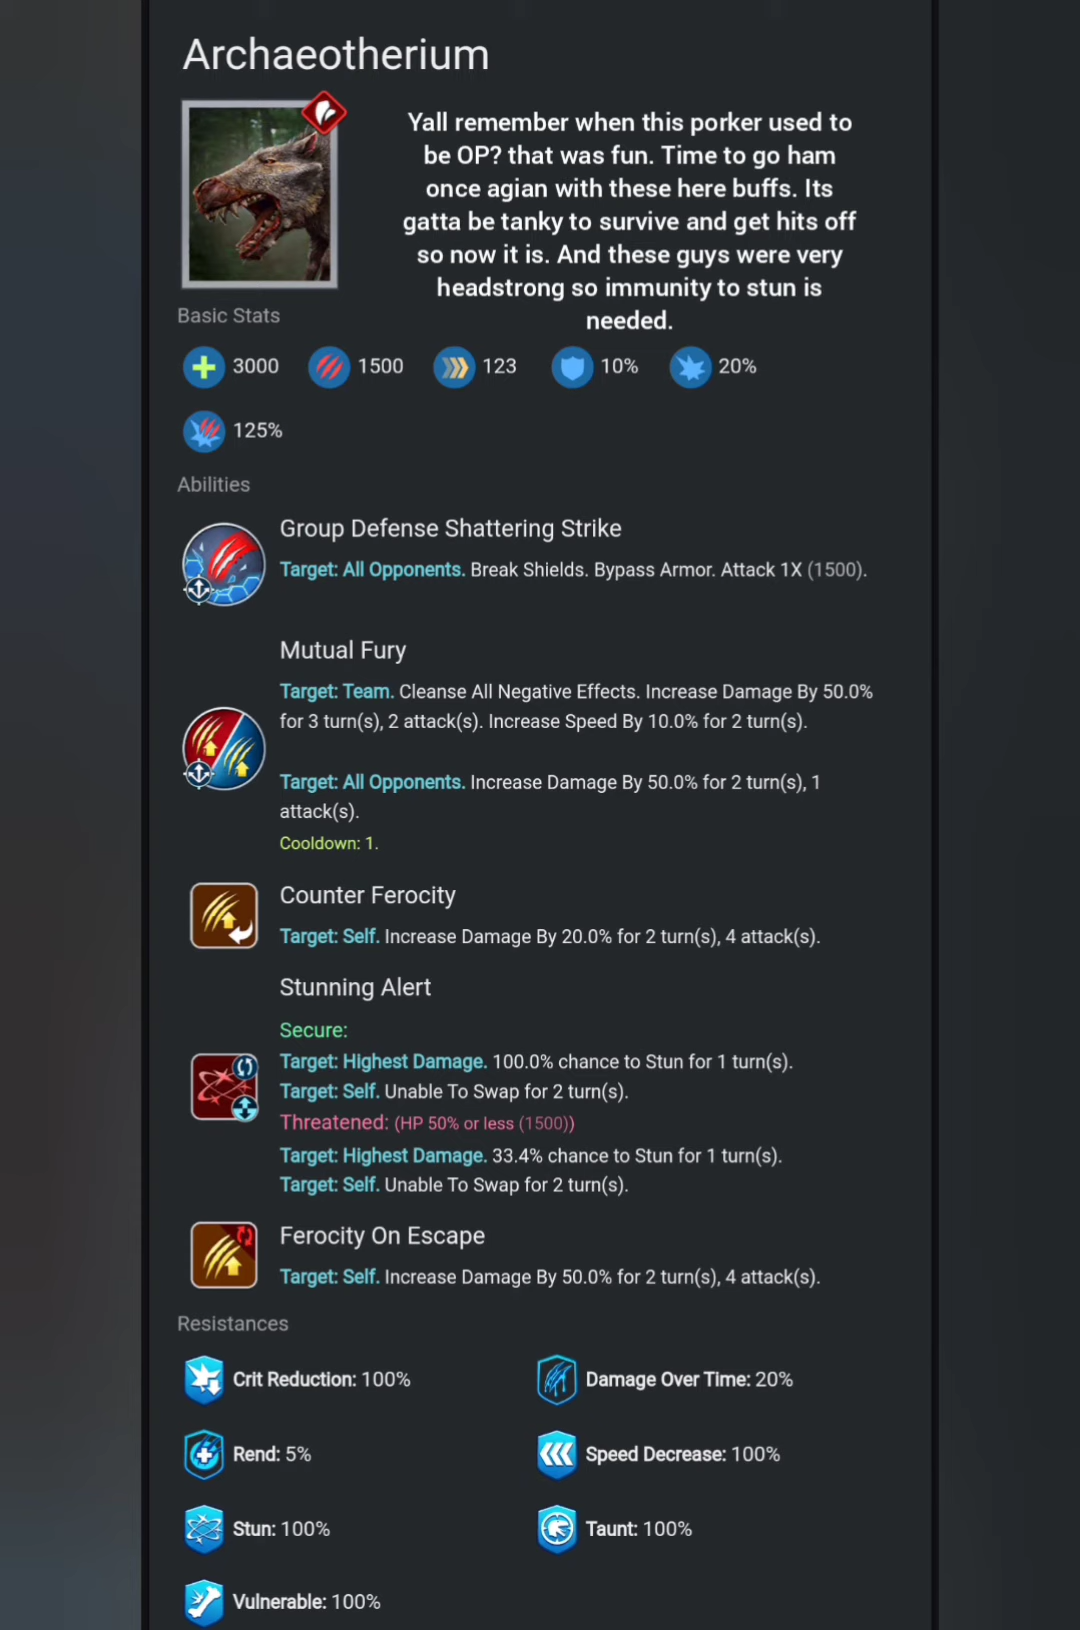 Archaeotherium
Yall remember when this porker used to
be OP? that was fun. Time to go ham
once agian with these here buffs. Its
gatta be tanky to survive and get hits off
so now it is. And these guys were very
headstrong so immunity to stun is
needed.
Basic Stats
3000 1500 123 10% 20%
125%
Abilities
Group Defense Shattering Strike
Target: All Opponents. Break Shields. Bypass Armor. Attack 1X (1500).
Mutual Fury
Target: Team. Cleanse All Negative Effects. Increase Damage By 50.0%
for 3 turn(s), 2 attack(s). Increase Speed By 10.0% for 2 turn(s).
Target: All Opponents. Increase Damage By 50.0% for 2 turn(s), 1
attack(s).
Cooldown: 1.
Counter Ferocity
Target: Self. Increase Damage By 20.0% for 2 turn(s), 4 attack(s).
Stunning Alert
Secure:
Target: Highest Damage. 100.0% chance to Stun for 1 turn(s).
Target: Self. Unable To Swap for 2 turn(s).
Threatened: (HP 50% or less (1500))
Target: Highest Damage. 33.4% chance to Stun for 1 turn(s).
Target: Self. Unable To Swap for 2 turn(s).
Ferocity On Escape
Target: Self. Increase Damage By 50.0% for 2 turn(s), 4 attack(s).
Resistances
Crit Reduction: 100% Damage Over Time: 20%
Rend: 5% Speed Decrease: 100%
Stun: 100% Taunt: 100%
Vulnerable: 100%